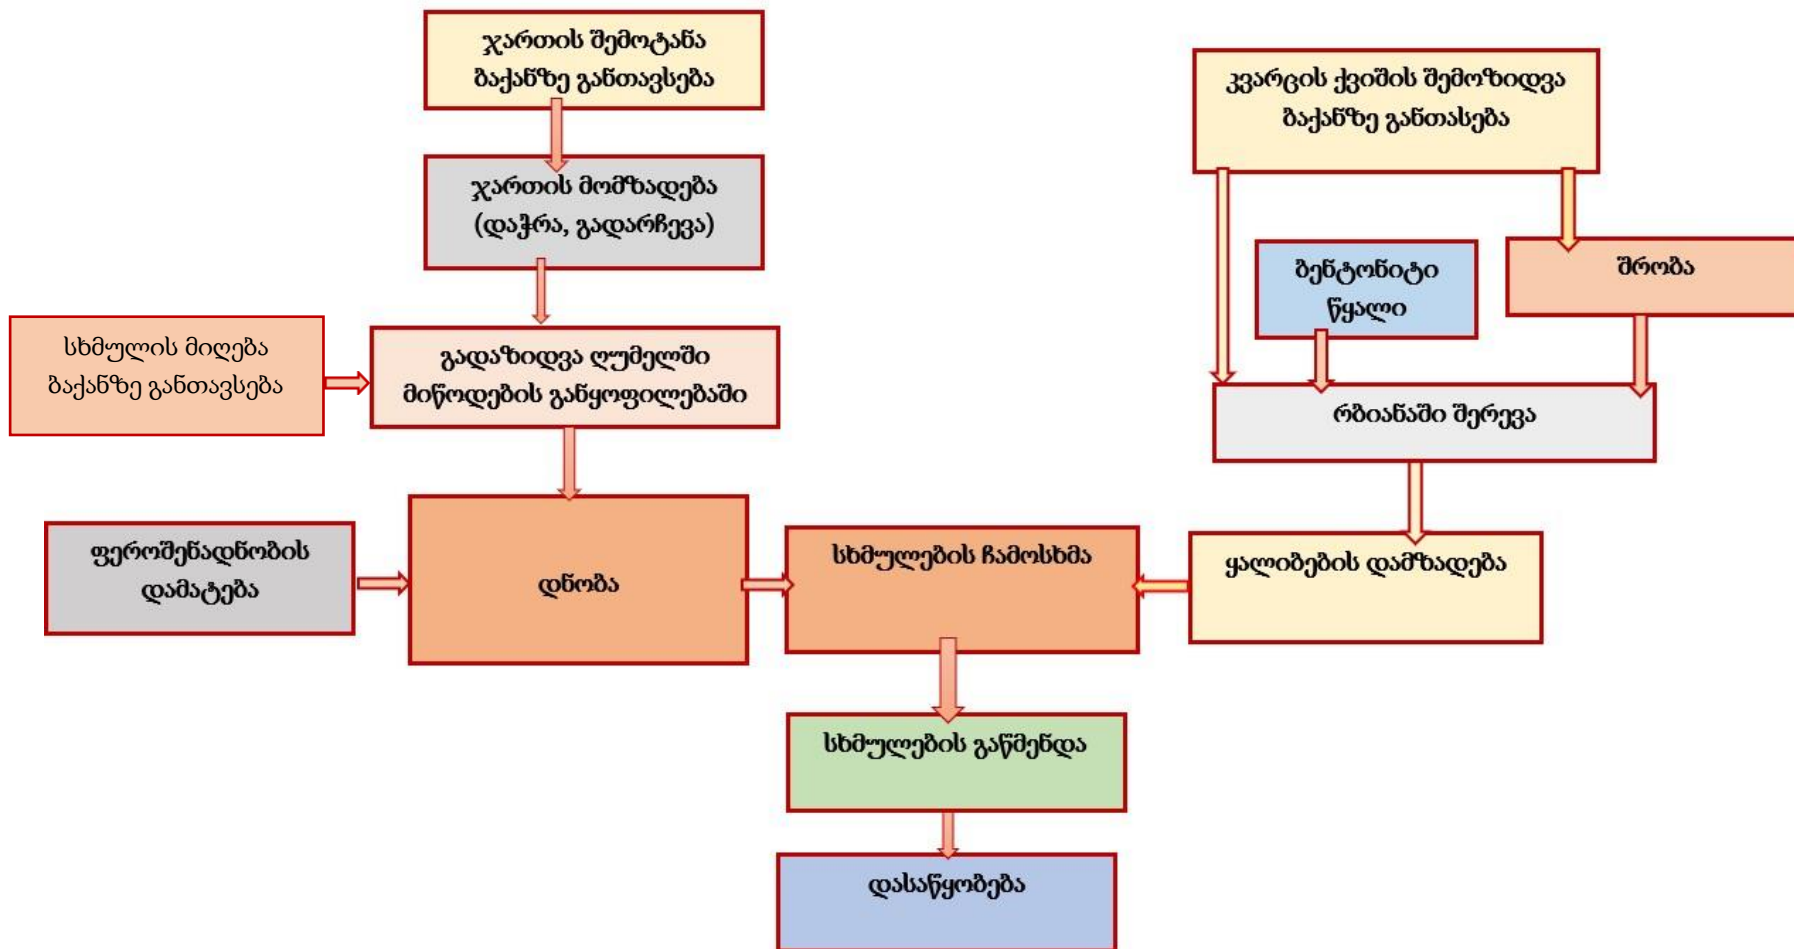 ჯართის შემოტანა
ბაქანზე განთავსება
კვარცის ქვიშის შემოზიდვა
ბაქანზე განთასება
ჯართის მომზადება
(დაჭრა, გადარჩევა)
ბენტონიტი
წყალი
შრობა
სხმულის მიღება
ბაქანზე განთავსება
გადაზიდვა ღუმელში
მიწოდების განყოფილებაში
რბიანაში შერევა
ფეროშენადნობის
დამატება
დნობა
სხმულების ჩამოსხმა
ყალიბების დამზადება
სხმულების გაწმენდა
დასაწყობება